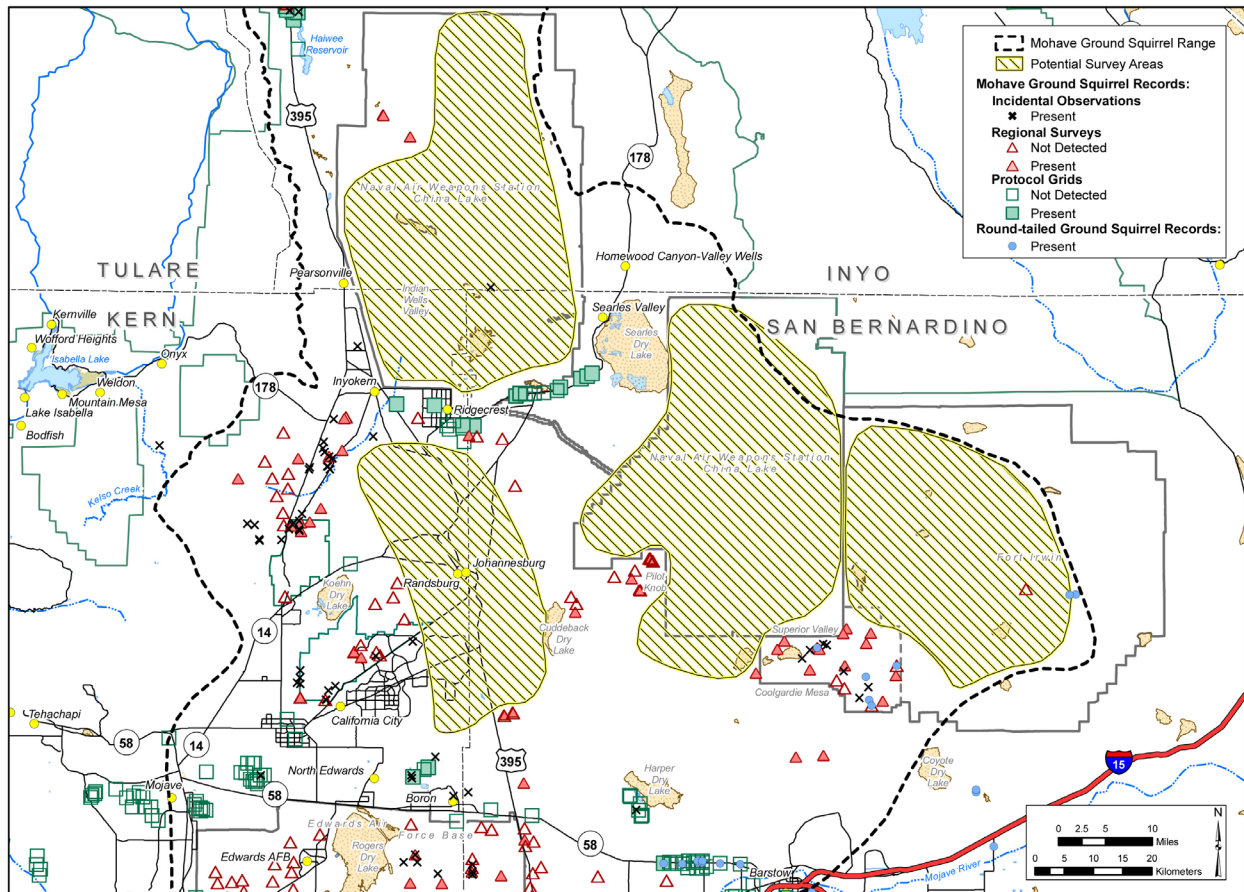 Haiwee
Reservoir
395
178
Mohave Ground Squirrel Range
Potential Survey Areas
Mohave Ground Squirrel Records:
Incidental Observations
Present
Regional Surveys
Not Detected
Present
Protocol Grids
Not Detected
Present
Round-tailed Ground Squirrel Records:
Present
Naval Air Weapons Station
China Lake
TULARE
Pearsonville
Homewood Canyon-Valley Wells
INYO
Indian
Wells
Valley
KERN
Kernville
Wofford Heights
Isabella Lake
Onyx
Weldon
Mountain Mesa
Lake Isabella
Bodfish
178
Inyokern
Ridgecrest
Searles Valley
Searles
Dry
Lake
SAN BERNARDINO
Naval Air Weapons Station
China Lake
Kelso Creek
Koehn
Dry
Lake
Randsburg
Johannesburg
Pilot
Knob
Fort Irwin
14
Cuddeback
Dry
Lake
Superior Valley
Coolgardie Mesa
Tehachapi
58
14
California City
395
Mojave
North Edwards
58
Boron
Harper
Dry
Lake
Coyote
Dry
Lake
15
Edwards Air
Force Base
Rogers
Dry
Lake
Edwards AFB
58
Barstow
Mojave River
N
0 2.5 5 10
Miles
0 5 10 15 20
Kilometers